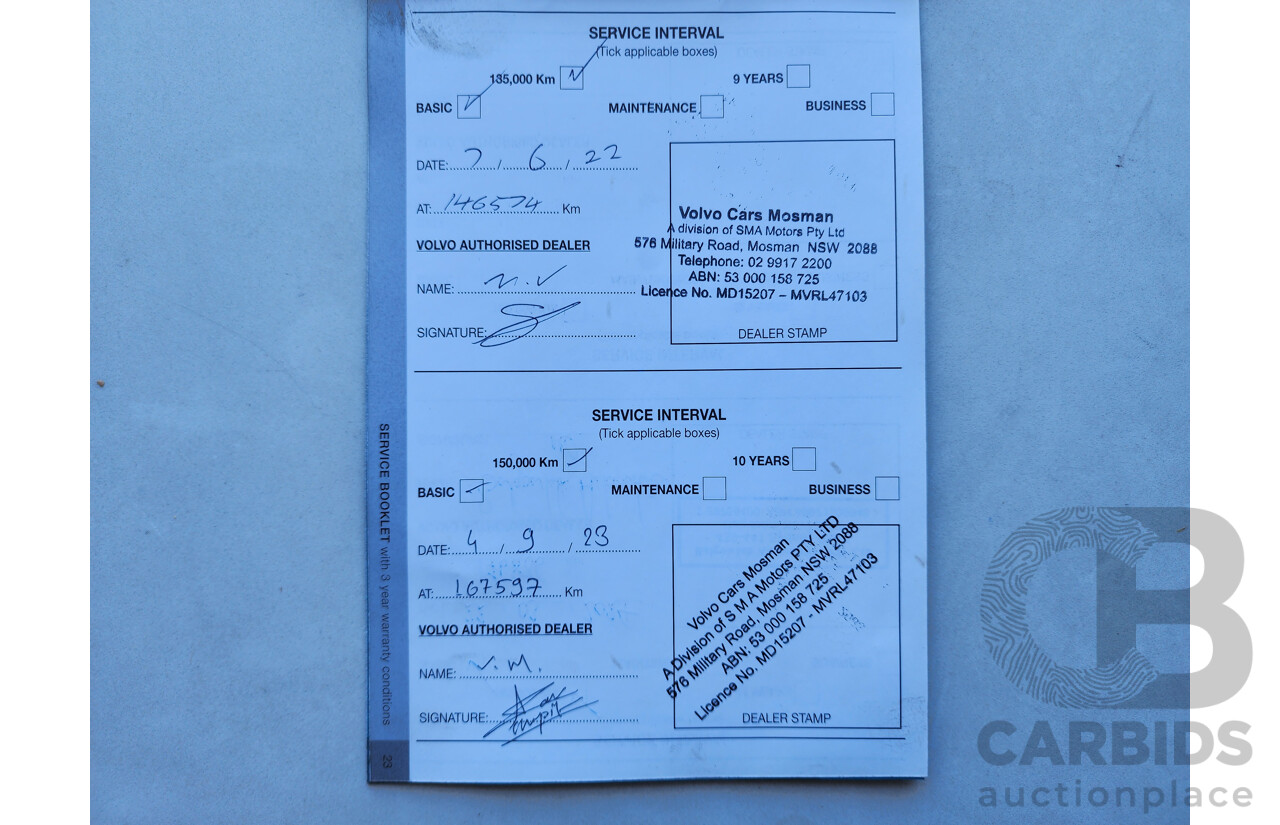 SERVICE INTERVAL
(Tick applicable boxes)
135,000 Km
9 YEARS
BASIC
MAINTENANCE
BUSINESS
DATE: 7 / 6 / 22
AT: 146574 Km
VOLVO AUTHORISED DEALER
NAME: N.V
SIGNATURE:
Volvo Cars Mosman
A division of SMA Motors Pty Ltd
576 Military Road, Mosman NSW 2088
Telephone: 02 9917 2200
ABN: 53 000 158 725
Licence No. MD15207 – MVRL47103
DEALER STAMP
SERVICE INTERVAL
(Tick applicable boxes)
150,000 Km
10 YEARS
BASIC
MAINTENANCE
BUSINESS
DATE: 4 / 9 / 23
AT: 167597 Km
VOLVO AUTHORISED DEALER
NAME: V.M.
SIGNATURE:
Volvo Cars Mosman
A Division of S M A Motors PTY LTD
576 Military Road, Mosman NSW 2088
ABN: 53 000 158 725
Licence No. MD15207 - MVRL47103
DEALER STAMP
SERVICE BOOKLET with 3 year warranty conditions
23
CB
CARBIDS
auctionplace